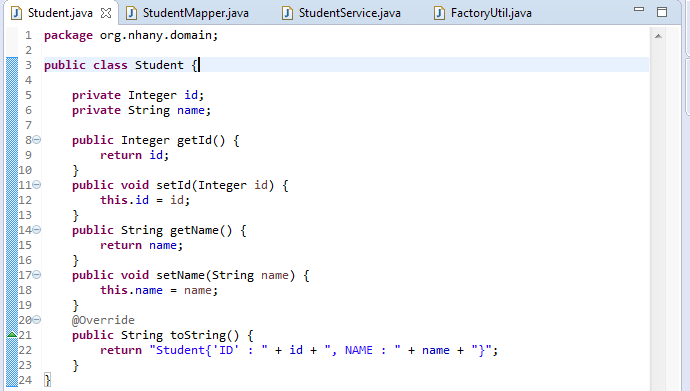 Student.java StudentMapper.java StudentService.java FactoryUtil.java
1 package org.nhany.domain;
2
3 public class Student {
4
5     private Integer id;
6     private String name;
7
8     public Integer getId() {
9         return id;
10     }
11     public void setId(Integer id) {
12         this.id = id;
13     }
14     public String getName() {
15         return name;
16     }
17     public void setName(String name) {
18         this.name = name;
19     }
20     @Override
21     public String toString() {
22         return "Student{'ID' : " + id + ", NAME : " + name + "}";
23     }
24 }